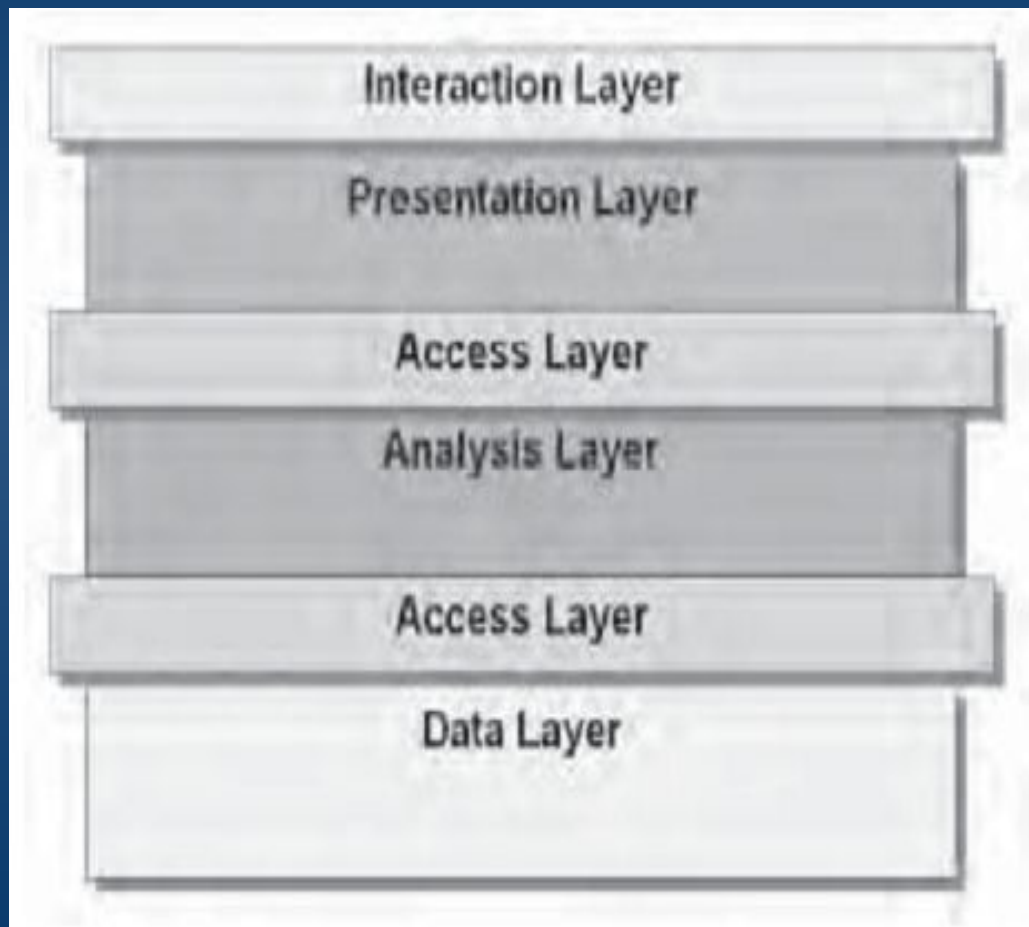 Interaction Layer
Presentation Layer
Access Layer
Analysis Layer
Access Layer
Data Layer